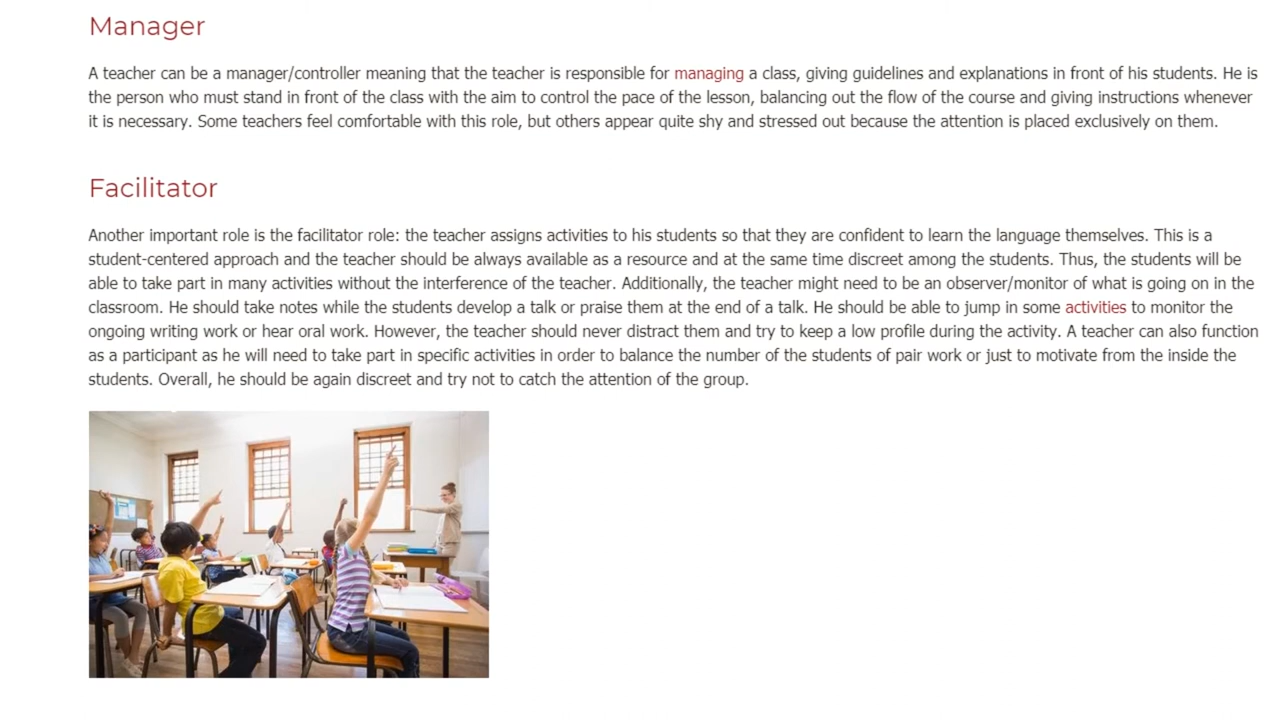 Manager
A teacher can be a manager/controller meaning that the teacher is responsible for managing a class, giving guidelines and explanations in front of his students. He is
the person who must stand in front of the class with the aim to control the pace of the lesson, balancing out the flow of the course and giving instructions whenever
it is necessary. Some teachers feel comfortable with this role, but others appear quite shy and stressed out because the attention is placed exclusively on them.
Facilitator
Another important role is the facilitator role: the teacher assigns activities to his students so that they are confident to learn the language themselves. This is a
student-centered approach and the teacher should be always available as a resource and at the same time discreet among the students. Thus, the students will be
able to take part in many activities without the interference of the teacher. Additionally, the teacher might need to be an observer/monitor of what is going on in the
classroom. He should take notes while the students develop a talk or praise them at the end of a talk. He should be able to jump in some activities to monitor the
ongoing writing work or hear oral work. However, the teacher should never distract them and try to keep a low profile during the activity. A teacher can also function
as a participant as he will need to take part in specific activities in order to balance the number of the students of pair work or just to motivate from the inside the
students. Overall, he should be again discreet and try not to catch the attention of the group.